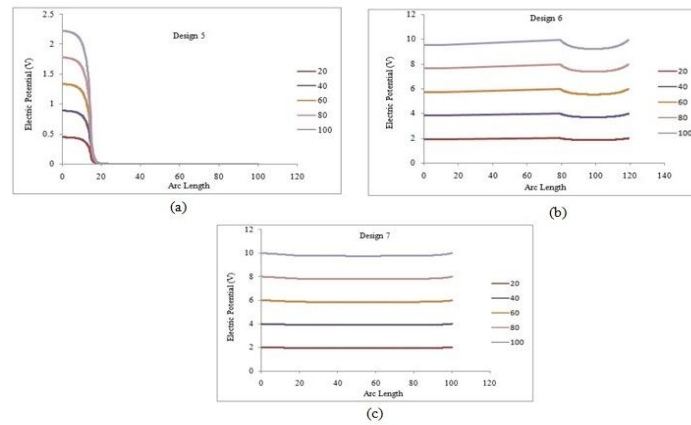 Design 5
Electric Potential (V)
2.5
2
1.5
1
0.5
0
0 20 40 60 80 100 120
Arc Length
20
40
60
80
100
(a)
Design 6
Electric Potential (V)
12
10
8
6
4
2
0
0 20 40 60 80 100 120 140
Arc Length
20
40
60
80
100
(b)
Design 7
Electric Potential (V)
12
10
8
6
4
2
0
0 20 40 60 80 100 120
Arc Length
20
40
60
80
100
(c)